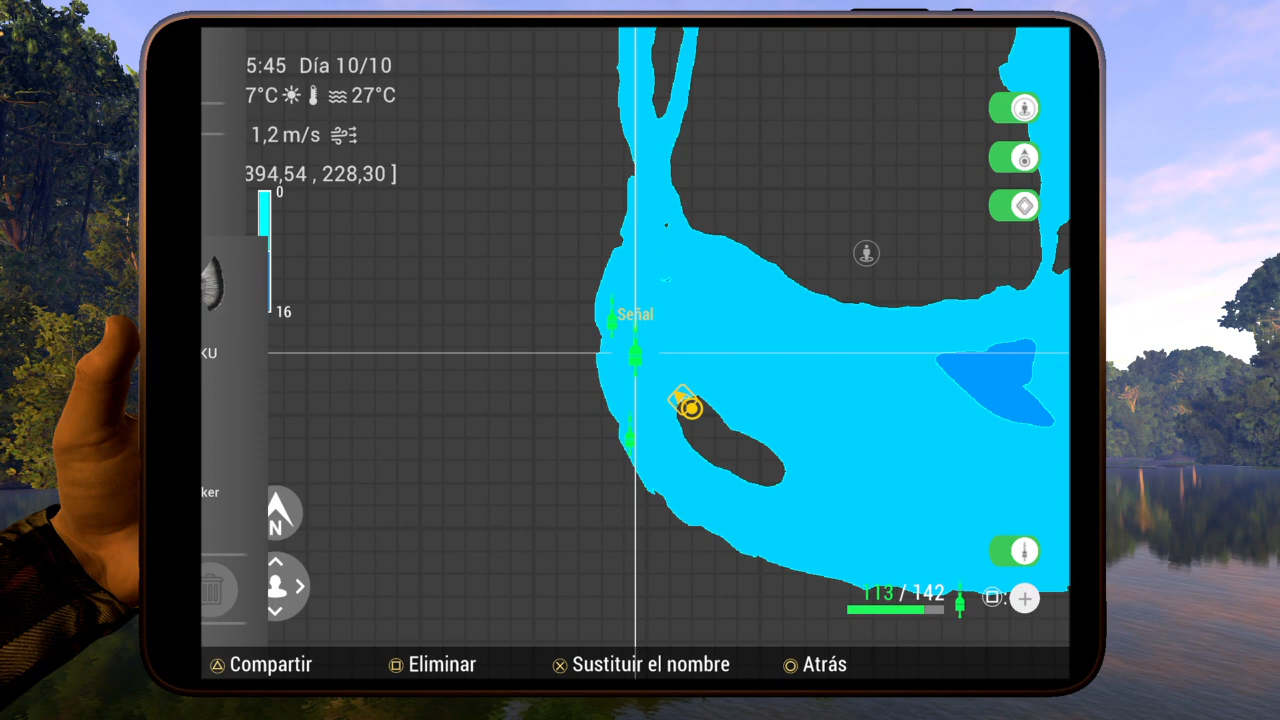 5:45 Día 10/10
7°C 27°C
1,2 m/s
394,54 , 228,30 ]
0
16
Señal
KU
ker
N
113 / 142
Compartir
Eliminar
Sustituir el nombre
Atrás